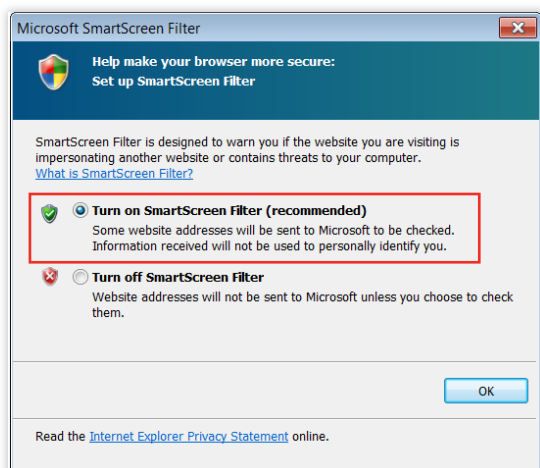 Microsoft SmartScreen Filter
Help make your browser more secure:
Set up SmartScreen Filter
SmartScreen Filter is designed to warn you if the website you are visiting is
impersonating another website or contains threats to your computer.
What is SmartScreen Filter?
Turn on SmartScreen Filter (recommended)
Some website addresses will be sent to Microsoft to be checked.
Information received will not be used to personally identify you.
Turn off SmartScreen Filter
Website addresses will not be sent to Microsoft unless you choose to check
them.
OK
Read the Internet Explorer Privacy Statement online.